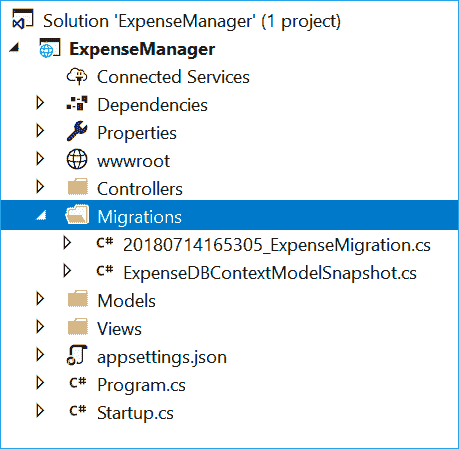 Solution 'ExpenseManager' (1 project)
ExpenseManager
Connected Services
Dependencies
Properties
wwwroot
Controllers
Migrations
C# 20180714165305_ExpenseMigration.cs
C# ExpenseDBContextModelSnapshot.cs
Models
Views
appsettings.json
C# Program.cs
C# Startup.cs